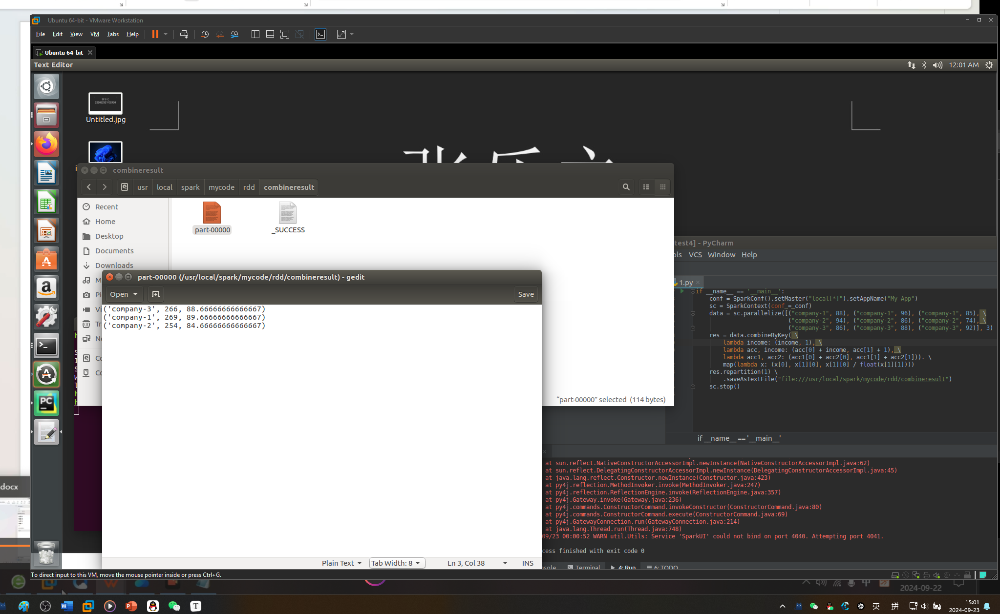 Ubuntu 64-bit - VMware Workstation
File Edit View VM Tabs Help
Ubuntu 64-bit
Text Editor
12:01 AM
222022321102120
Untitled.jpg
combineresult
usr local spark mycode rdd combineresult
Recent
Home
Desktop
Documents
Downloads
part-00000
_SUCCESS
"part-00000" selected (114 bytes)
part-00000 (/usr/local/spark/mycode/rdd/combineresult) - gedit
Open
Save
('company-3', 266, 88.66666666666667)
('company-1', 269, 89.66666666666667)
('company-2', 254, 84.66666666666667)
Plain Text Tab Width: 8 Ln 3, Col 38 INS
test4] - PyCharm
ols VCS Window Help
1.py
if __name__ == '__main__':
conf = SparkConf().setMaster("local[*]").setAppName("My App")
sc = SparkContext(conf = conf)
data = sc.parallelize([("company-1", 88), ("company-1", 96), ("company-1", 85), \
("company-2", 94), ("company-2", 86), ("company-2", 74), \
("company-3", 86), ("company-3", 88), ("company-3", 92)], 3)
res = data.combineByKey( \
lambda income: (income, 1), \
lambda acc, income: (acc[0] + income, acc[1] + 1), \
lambda acc1, acc2: (acc1[0] + acc2[0], acc1[1] + acc2[1])). \
map(lambda x: (x[0], x[1][0], x[1][0] / float(x[1][1])))
res.repartition(1) \
.saveAsTextFile("file:///usr/local/spark/mycode/rdd/combineresult")
sc.stop()
if __name__ == '__main__'
at sun.reflect.NativeConstructorAccessorImpl.newInstance(NativeConstructorAccessorImpl.java:62)
at sun.reflect.DelegatingConstructorAccessorImpl.newInstance(DelegatingConstructorAccessorImpl.java:45)
at java.lang.reflect.Constructor.newInstance(Constructor.java:423)
at py4j.reflection.MethodInvoker.invoke(MethodInvoker.java:247)
at py4j.reflection.ReflectionEngine.invoke(ReflectionEngine.java:357)
at py4j.Gateway.invoke(Gateway.java:236)
at py4j.commands.ConstructorCommand.invokeConstructor(ConstructorCommand.java:80)
at py4j.commands.ConstructorCommand.execute(ConstructorCommand.java:69)
at py4j.GatewayConnection.run(GatewayConnection.java:214)
at java.lang.Thread.run(Thread.java:748)
09/23 00:00:52 WARN util.Utils: Service 'SparkUI' could not bind on port 4040. Attempting port 4041.
cess finished with exit code 0
Terminal 4: Run 6: TODO
docx
To direct input to this VM, move the mouse pointer inside or press Ctrl+G.
中
2024-09-22
英 拼
15:01
2024-09-23